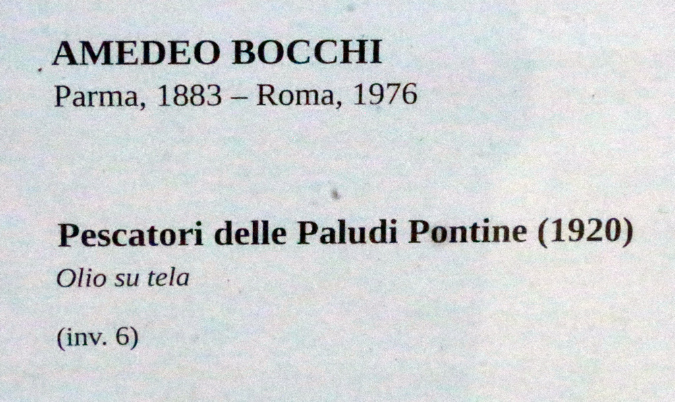 AMEDEO BOCCHI
Parma, 1883 – Roma, 1976
Pescatori delle Paludi Pontine (1920)
Olio su tela
(inv. 6)